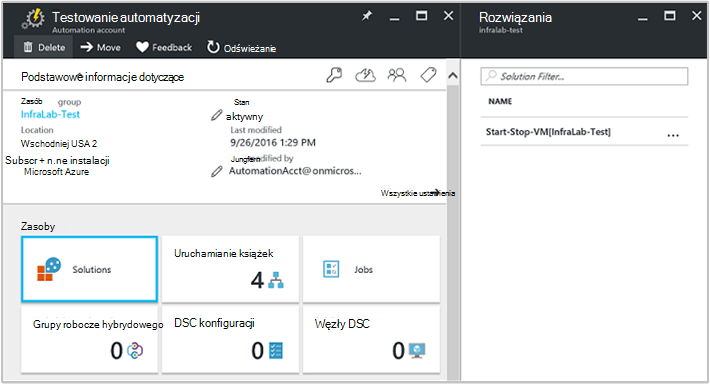 Testowanie automatyzacji
Automation account
Delete Move Feedback Odświeżanie
Podstawowe informacje dotyczące
Zasób group
InfraLab-Test
Location
Wschodniej USA 2
Subscr+ n.ne instalacji
Microsoft Azure
Stan
aktywny
Last modified
9/26/2016 1:29 PM
modified by
AutomationAcct@onmicros...
Wszystkie ustawienia
Zasoby
Solutions
Uruchamianie książek
4
Jobs
Grupy robocze hybrydowego
0
DSC konfiguracji
0
Węzły DSC
0
Rozwiązania
infralab-test
Solution Filter...
NAME
Start-Stop-VM[InfraLab-Test] ...